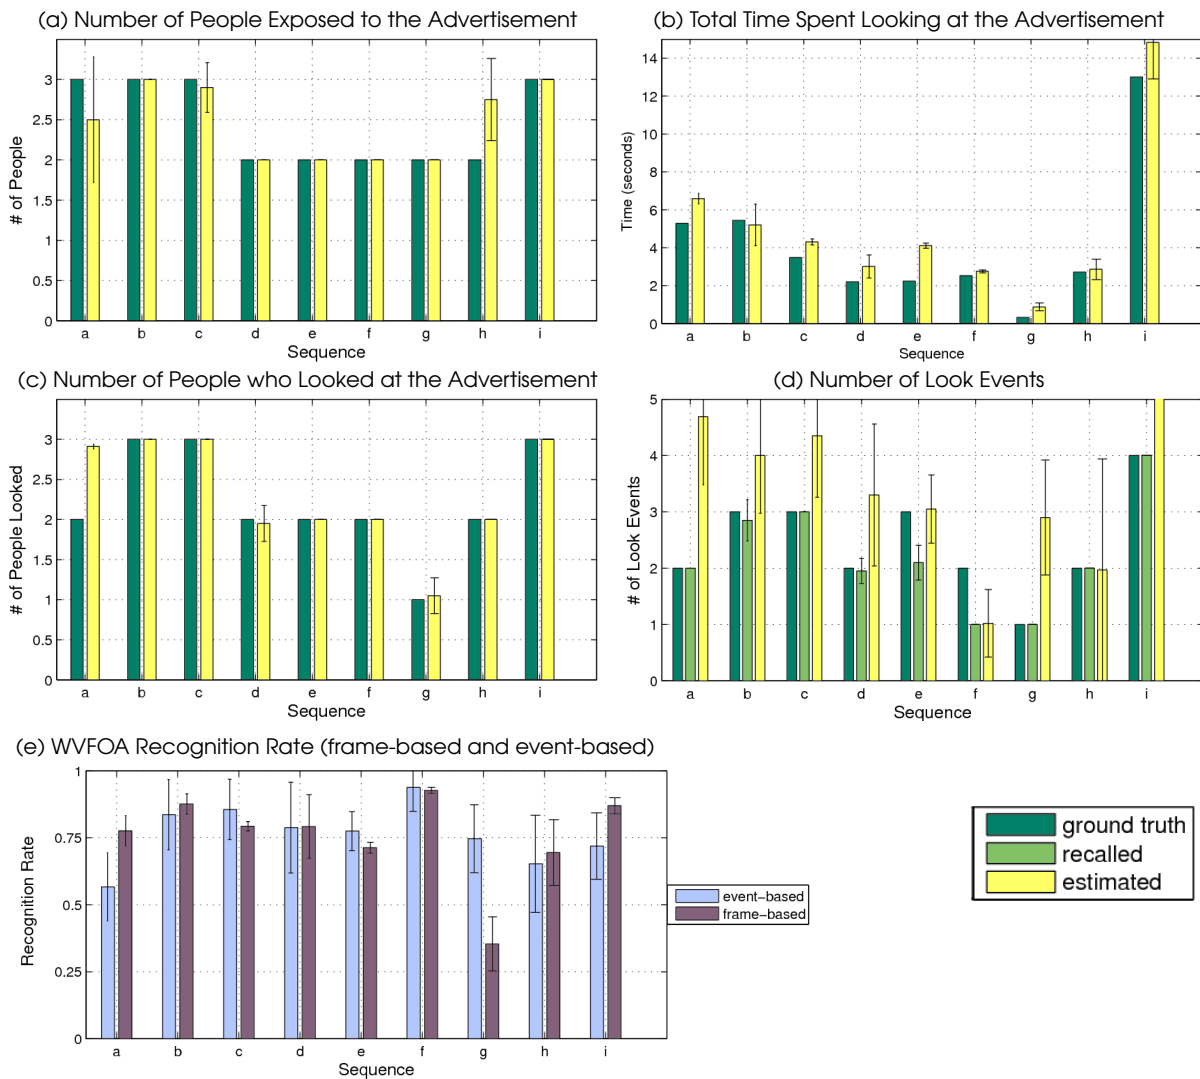 (a) Number of People Exposed to the Advertisement
# of People
3
2.5
2
1.5
1
0.5
0
a b c d e f g h i
Sequence
(b) Total Time Spent Looking at the Advertisement
Time (seconds)
14
12
10
8
6
4
2
0
a b c d e f g h i
Sequence
(c) Number of People who Looked at the Advertisement
# of People Looked
3
2.5
2
1.5
1
0.5
0
a b c d e f g h i
Sequence
(d) Number of Look Events
# of Look Events
5
4
3
2
1
0
a b c d e f g h i
Sequence
(e) WVFOA Recognition Rate (frame-based and event-based)
Recognition Rate
1
0.75
0.5
0.25
0
a b c d e f g h i
Sequence
event-based
frame-based
ground truth
recalled
estimated